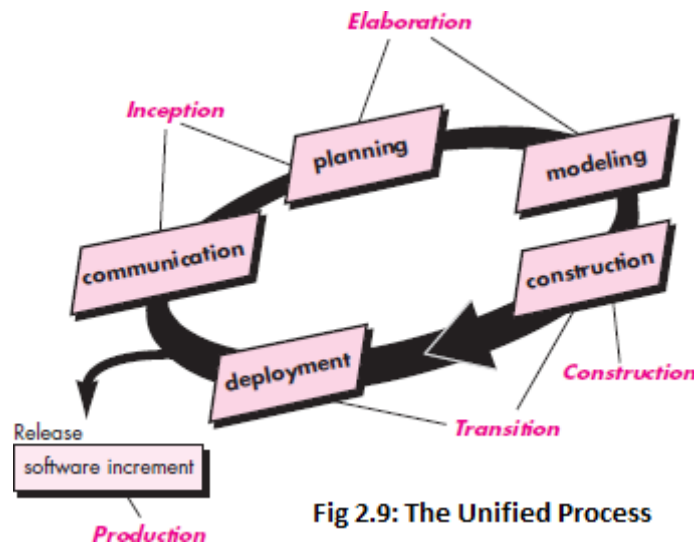 Elaboration
Inception
planning
modeling
communication
construction
deployment
Construction
Transition
Release
software increment
Fig 2.9: The Unified Process
Production